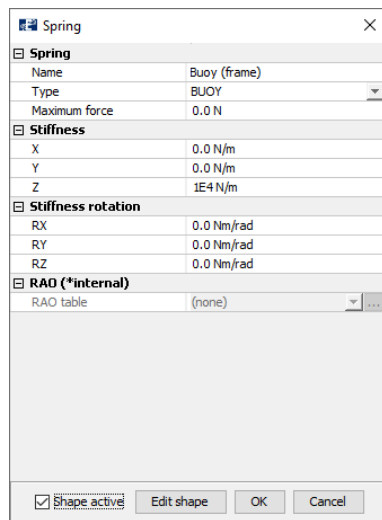 Spring
Spring
Name Buoy (frame)
Type BUOY
Maximum force 0.0 N
Stiffness
X 0.0 N/m
Y 0.0 N/m
Z 1E4 N/m
Stiffness rotation
RX 0.0 Nm/rad
RY 0.0 Nm/rad
RZ 0.0 Nm/rad
RAO (*internal)
RAO table (none) ...
Shape active Edit shape OK Cancel